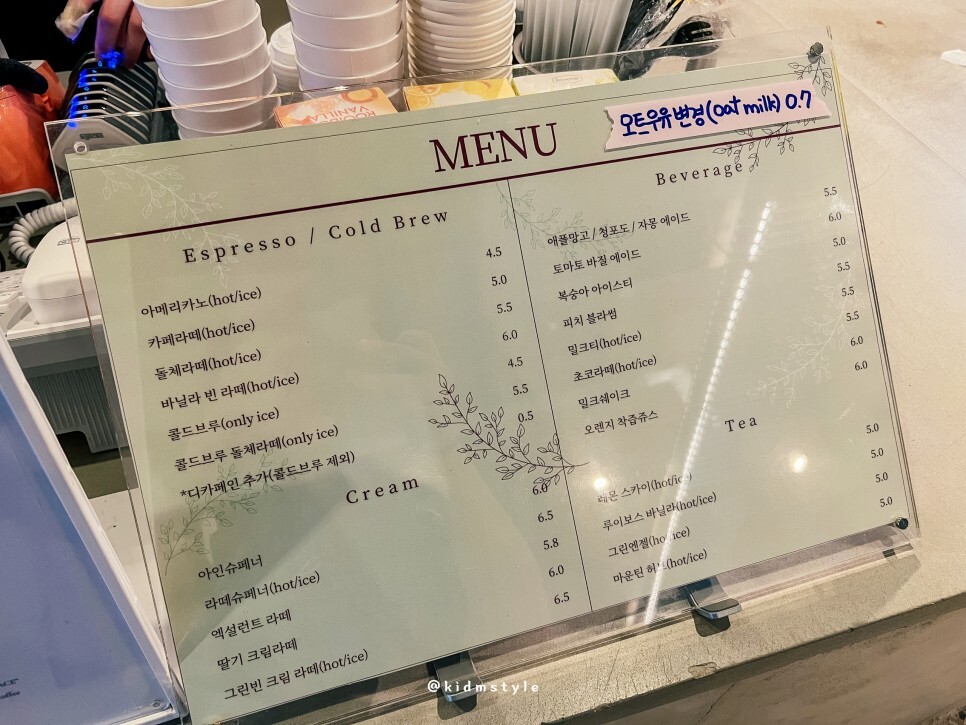 VANILLA
MENU
오트우유변경(oat milk) 0.7
Espresso / Cold Brew
아메리카노(hot/ice) 4.5
카페라떼(hot/ice) 5.0
돌체라떼(hot/ice) 5.5
바닐라 빈 라떼(hot/ice) 6.0
콜드브루(only ice) 4.5
콜드브루 돌체라떼(only ice) 5.5
*디카페인 추가(콜드브루 제외) 0.5
Cream
아인슈페너 6.0
라떼슈페너(hot/ice) 6.5
엑설런트 라떼 5.8
딸기 크림라떼 6.0
그린빈 크림 라떼(hot/ice) 6.5
Beverage
애플망고 / 청포도 / 자몽 에이드 5.5
토마토 바질 에이드 6.0
복숭아 아이스티 5.0
피치 블라썸 5.5
밀크티(hot/ice) 5.5
초코라떼(hot/ice) 5.5
밀크쉐이크 6.0
오렌지 착즙쥬스 6.0
Tea
레몬 스카이(hot/ice) 5.0
루이보스 바닐라(hot/ice) 5.0
그린엔젤(hot/ice) 5.0
마운틴 허브(hot/ice) 5.0
@kidmstyle